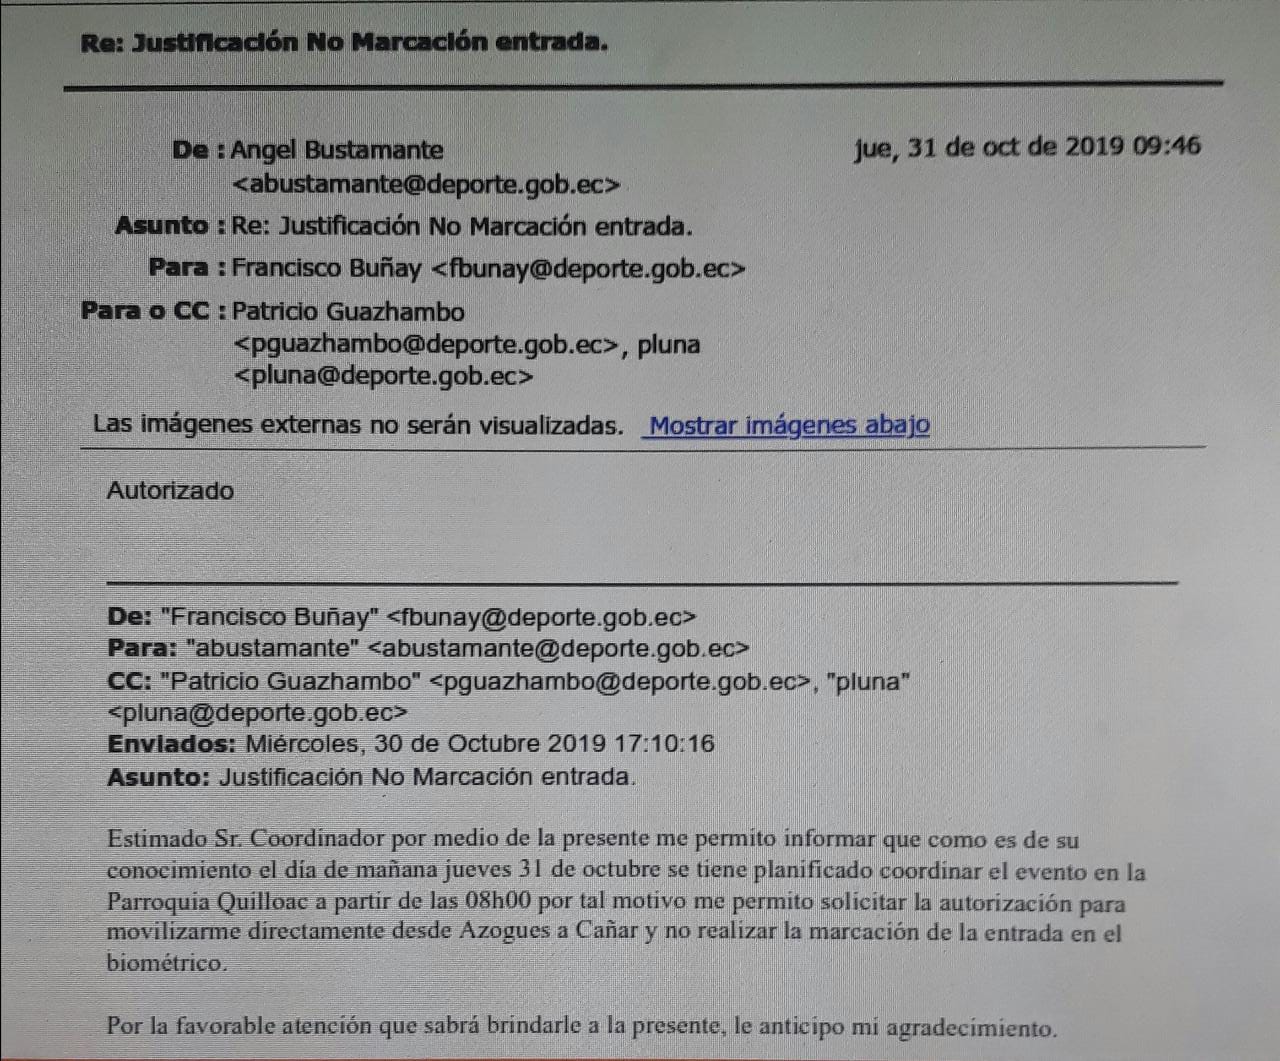 Re: Justificación No Marcación entrada.
De : Angel Bustamante
<abustamante@deporte.gob.ec>
jue, 31 de oct de 2019 09:46
Asunto : Re: Justificación No Marcación entrada.
Para : Francisco Buñay <fbunay@deporte.gob.ec>
Para o CC : Patricio Guazhambo
<pguazhambo@deporte.gob.ec>, pluna
<pluna@deporte.gob.ec>
Las imágenes externas no serán visualizadas. Mostrar imágenes abajo
Autorizado
De: "Francisco Buñay" <fbunay@deporte.gob.ec>
Para: "abustamante" <abustamante@deporte.gob.ec>
CC: "Patricio Guazhambo" <pguazhambo@deporte.gob.ec>, "pluna"
<pluna@deporte.gob.ec>
Enviados: Miércoles, 30 de Octubre 2019 17:10:16
Asunto: Justificación No Marcación entrada.
Estimado Sr. Coordinador por medio de la presente me permito informar que como es de su
conocimiento el día de mañana jueves 31 de octubre se tiene planificado coordinar el evento en la
Parroquia Quilloac a partir de las 08h00 por tal motivo me permito solicitar la autorización para
movilizarme directamente desde Azogues a Cañar y no realizar la marcación de la entrada en el
biométrico.
Por la favorable atención que sabrá brindarle a la presente, le anticipo mi agradecimiento.